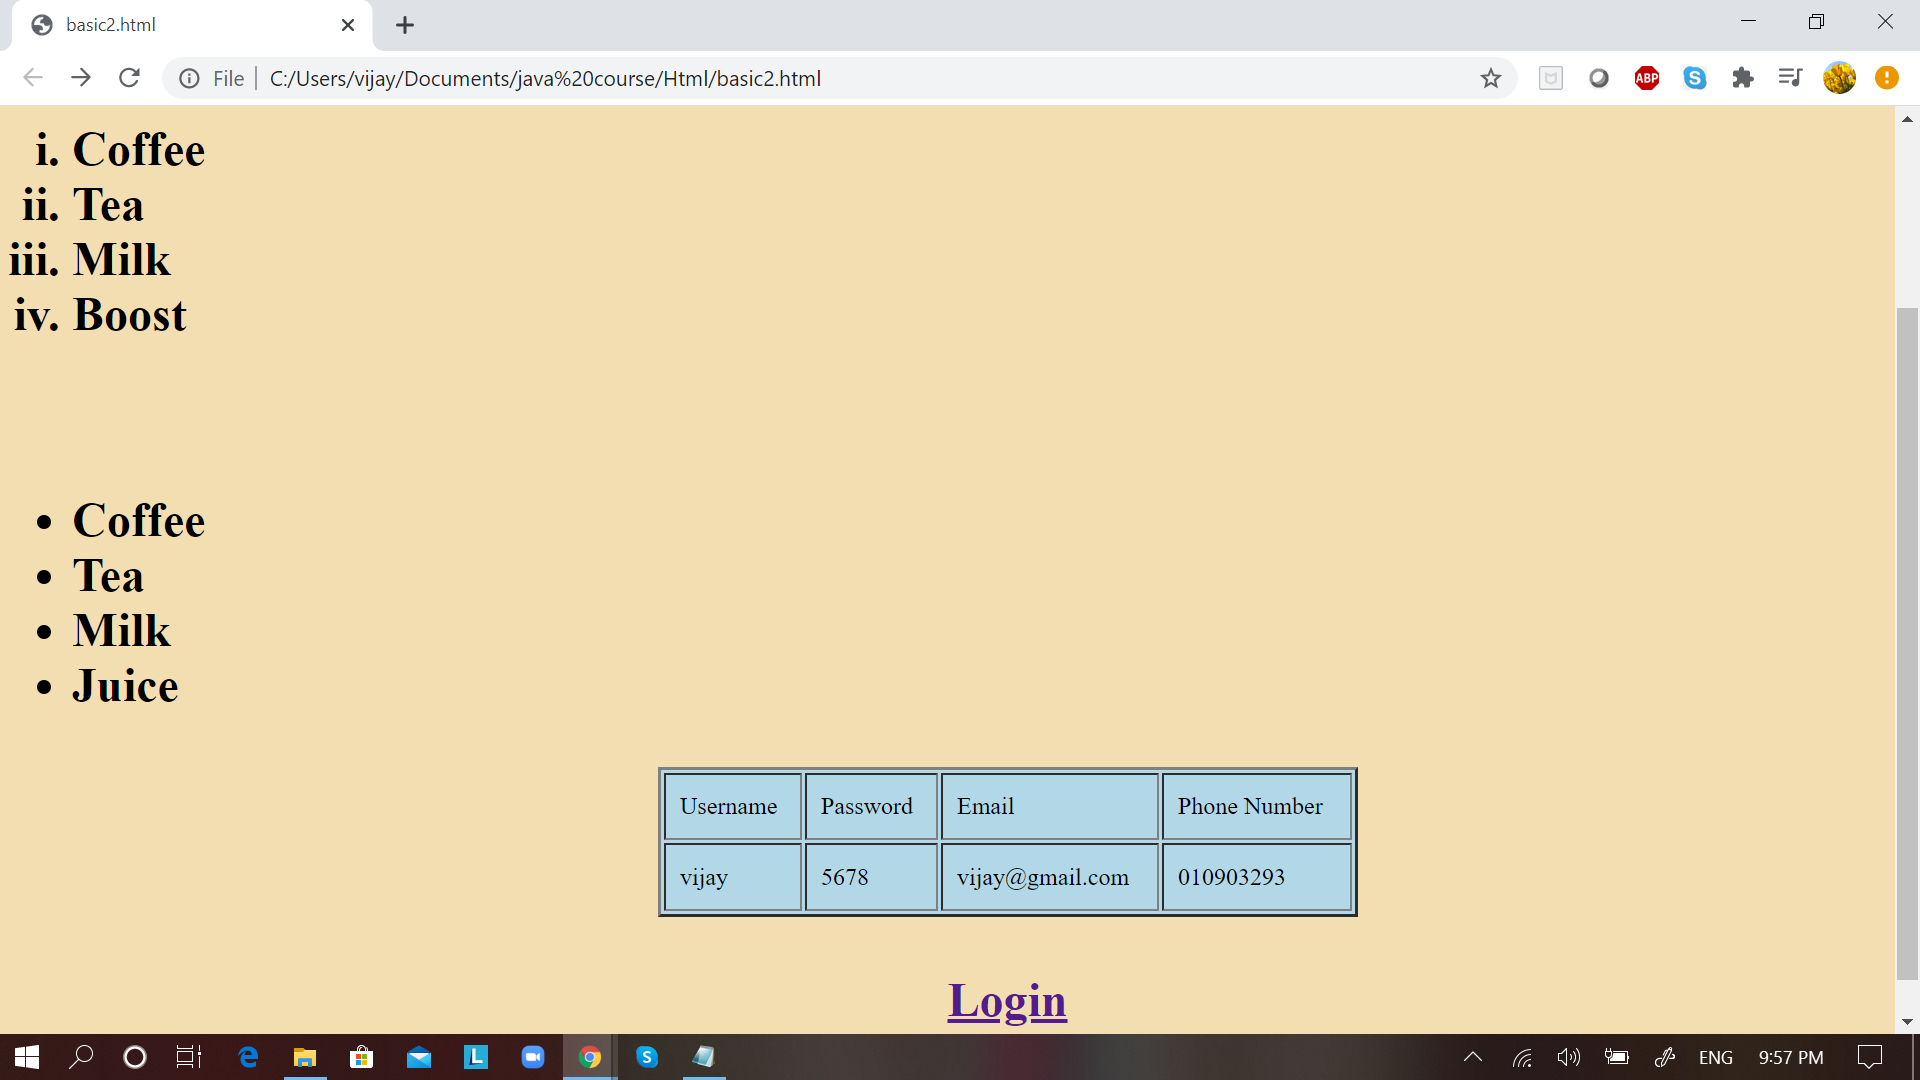 basic2.html
File | C:/Users/vijay/Documents/java%20course/Html/basic2.html
ABP
S
i. Coffee
ii. Tea
iii. Milk
iv. Boost
• Coffee
• Tea
• Milk
• Juice
Username Password Email Phone Number
vijay 5678 vijay@gmail.com 010903293
Login
L
S
ENG 9:57 PM